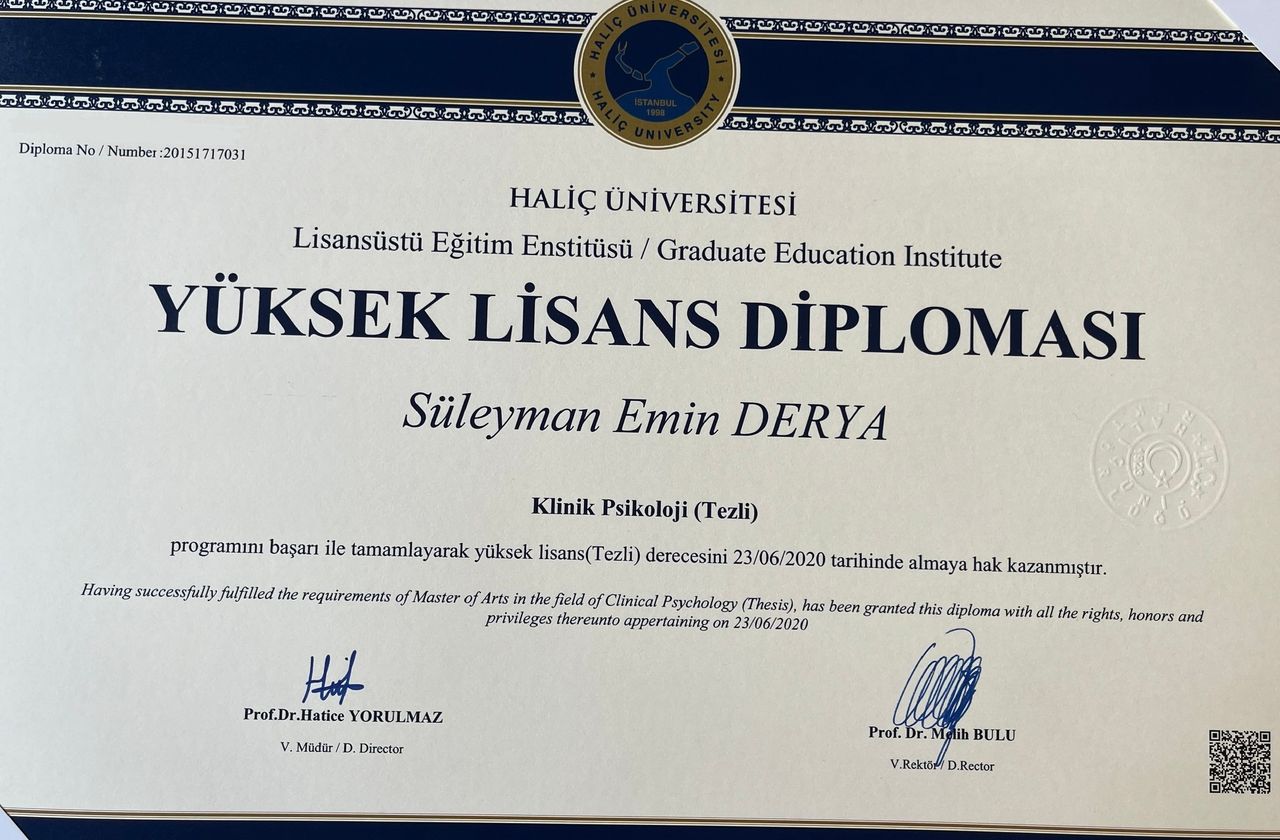 HALİÇ ÜNİVERSİTESİ
İSTANBUL
1998
HALİÇ UNIVERSITY
Diploma No / Number :20151717031
HALİÇ ÜNİVERSİTESİ
Lisansüstü Eğitim Enstitüsü / Graduate Education Institute
YÜKSEK LİSANS DİPLOMASI
Süleyman Emin DERYA
Klinik Psikoloji (Tezli)
programını başarı ile tamamlayarak yüksek lisans(Tezli) derecesini 23/06/2020 tarihinde almaya hak kazanmıştır.
Having successfully fulfilled the requirements of Master of Arts in the field of Clinical Psychology (Thesis), has been granted this diploma with all the rights, honors and
privileges thereunto appertaining on 23/06/2020
Prof.Dr.Hatice YORULMAZ
V. Müdür / D. Director
Prof. Dr. Melih BULU
V.Rektör / D.Rector